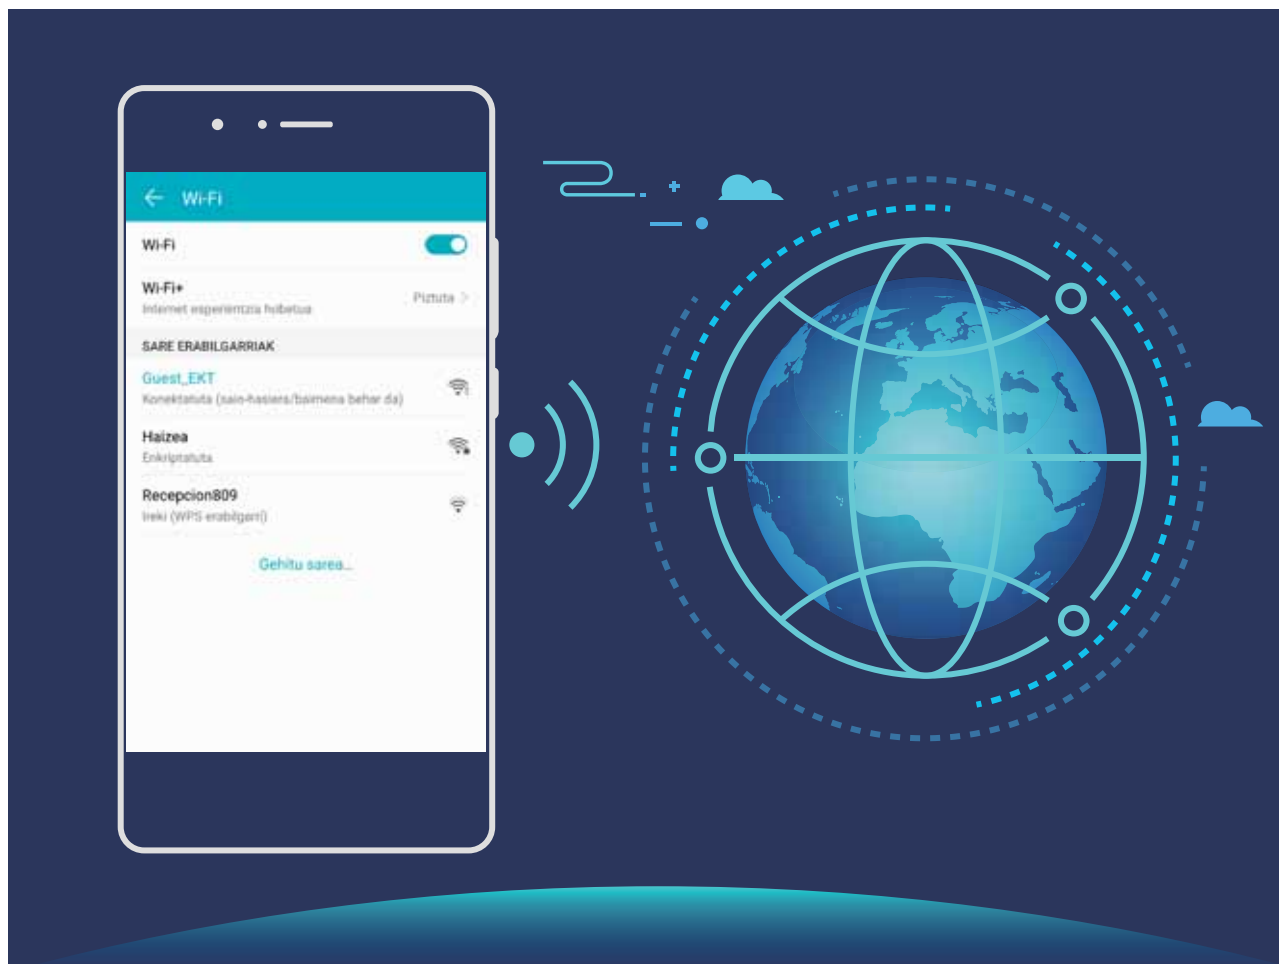 Wi-Fi
Wi-Fi
Wi-Fi+
Internet esperientzia hobetua
Piztuta
SARE ERABILGARRIAK
Guest_EKT
Konektatuta (saio-hasiera/baimena behar da)
Haizea
Enkriptatuta
Recepcion809
Ireki (WPS erabilgarri)
Gehitu sarea...